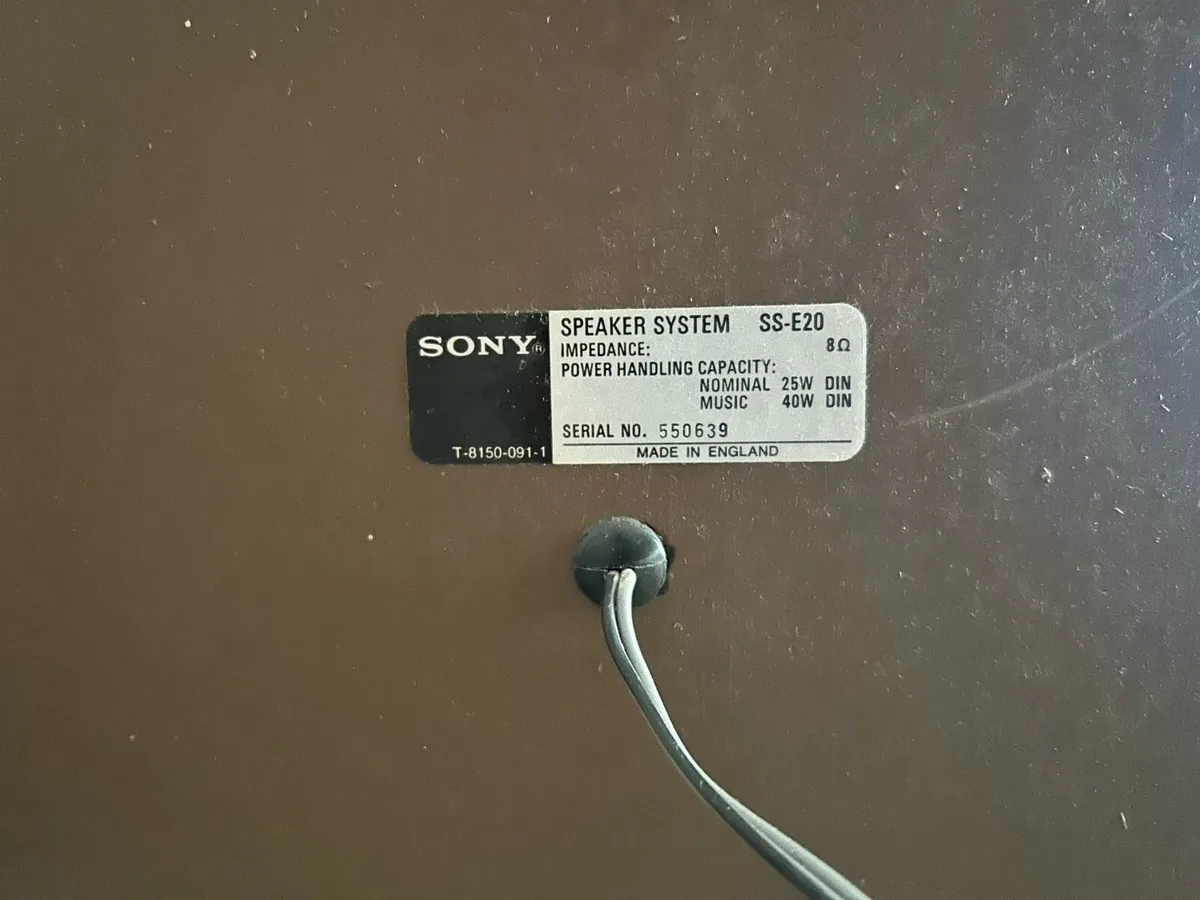 SONY®
SPEAKER SYSTEM SS-E20
IMPEDANCE: 8Ω
POWER HANDLING CAPACITY:
NOMINAL 25W DIN
MUSIC 40W DIN
SERIAL NO. 550639
T-8150-091-1
MADE IN ENGLAND